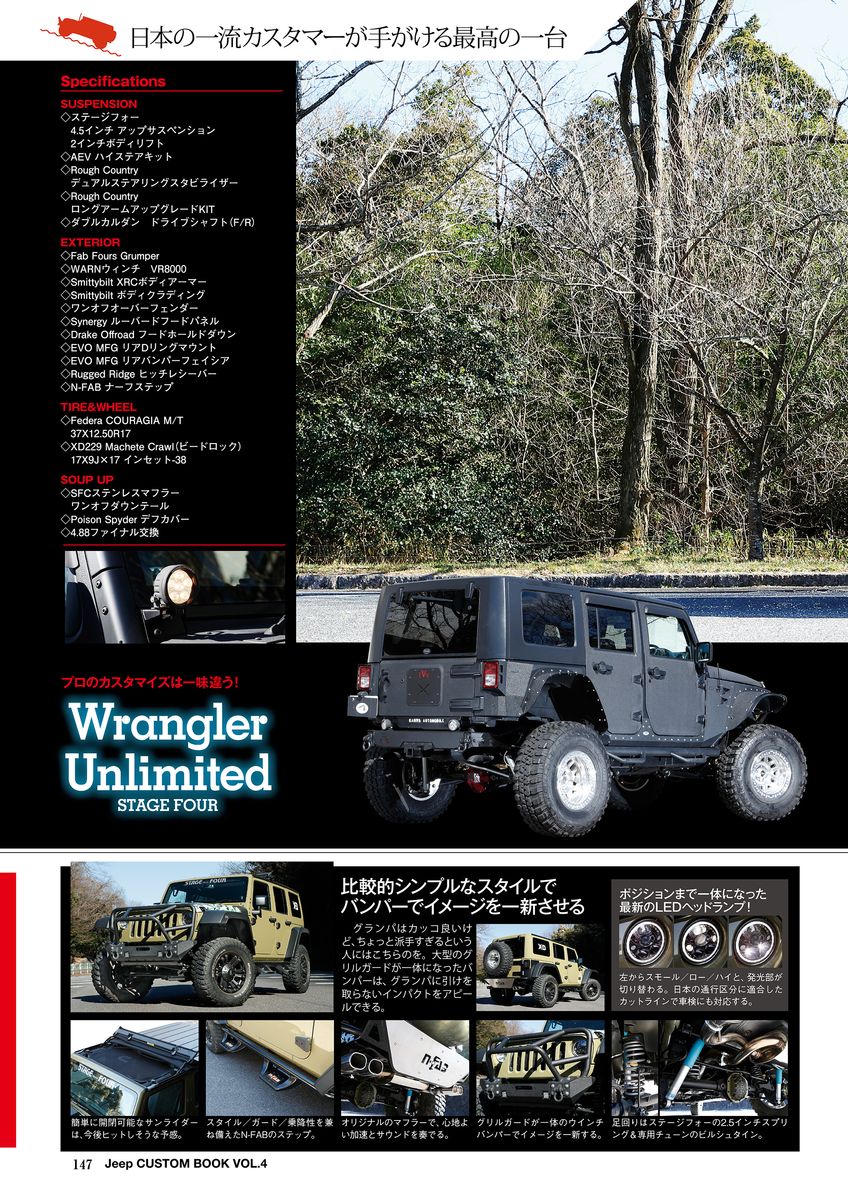 日本の一流カスタマーが手がける最高の一台
Specifications
SUSPENSION
◇ステージフォー
4.5インチ アップサスペンション
2インチボディリフト
◇AEV ハイステアキット
◇Rough Country
デュアルステアリングスタビライザー
◇Rough Country
ロングアームアップグレードKIT
◇ダブルカルダン　ドライブシャフト(F/R)
EXTERIOR
◇Fab Fours Grumper
◇WARNウィンチ　VR8000
◇Smittybilt XRCボディアーマー
◇Smittybilt ボディクラディング
◇ワンオフオーバーフェンダー
◇Synergy ルーバードフードパネル
◇Drake Offroad フードホールドダウン
◇EVO MFG リアDリングマウント
◇EVO MFG リアバンパーフェイシア
◇Rugged Ridge ヒッチレシーバー
◇N-FAB ナーフステップ
TIRE&WHEEL
◇Federa COURAGIA M/T
37X12.50R17
◇XD229 Machete Crawl(ビードロック)
17X9J×17 インセット-38
SOUP UP
◇SFCステンレスマフラー
ワンオフダウンテール
◇Poison Spyder デフカバー
◇4.88ファイナル交換
プロのカスタマイズは一味違う!
Wrangler
Unlimited
STAGE FOUR
STAGE FOUR
比較的シンプルなスタイルで
バンパーでイメージを一新させる
グランパはカッコ良いけ
ど、ちょっと派手すぎるという
人にはこちらのを。大型のグ
リルガードが一体になったバ
ンパーは、グランパに引けを
取らないインパクトをアピー
ルできる。
XD
ポジションまで一体になった
最新のLEDヘッドランプ!
左からスモール/ロー/ハイと、発光部が
切り替わる。日本の通行区分に適合した
カットラインで車検にも対応する。
STAGE FOUR
n-FAB
簡単に開閉可能なサンライダー
は、今後ヒットしそうな予感。
スタイル/ガード/乗降性を兼
ね備えたN-FABのステップ。
オリジナルのマフラーで、心地よ
い加速とサウンドを奏でる。
グリルガードが一体のウインチ
バンパーでイメージを一新する。
足回りはステージフォーの2.5インチスプリ
ング&専用チューンのビルシュタイン。
147 Jeep CUSTOM BOOK VOL.4